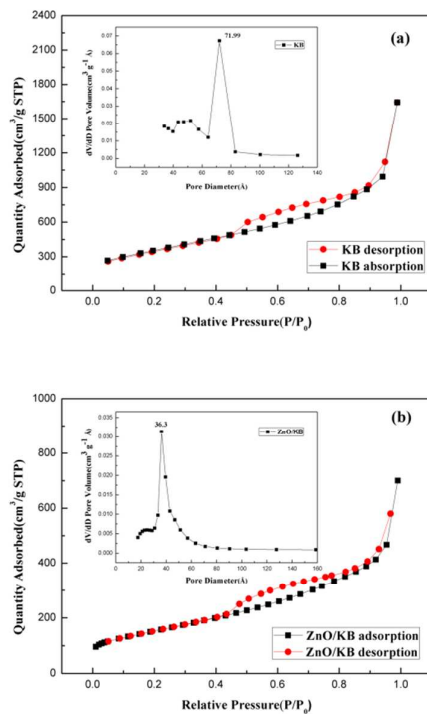 (a)
Quantity Adsorbed(cm³/g STP)
2400
2100
1800
1500
1200
900
600
300
0
0.0 0.2 0.4 0.6 0.8 1.0
Relative Pressure(P/P₀)
KB desorption
KB absorption
71.99
KB
dV/dD Pore Volume(cm³ g⁻¹ Å)
0.07
0.06
0.05
0.04
0.03
0.02
0.01
0.00
0 20 40 60 80 100 120 140
Pore Diameter(Å)
(b)
Quantity Adsorbed(cm³/g STP)
1000
800
600
400
200
0
0.0 0.2 0.4 0.6 0.8 1.0
Relative Pressure(P/P₀)
ZnO/KB adsorption
ZnO/KB desorption
36.3
ZnO/KB
dV/dD Pore Volume(cm³ g⁻¹ Å)
0.035
0.030
0.025
0.020
0.015
0.010
0.005
0.000
0 20 40 60 80 100 120 140 160
Pore Diameter(Å)